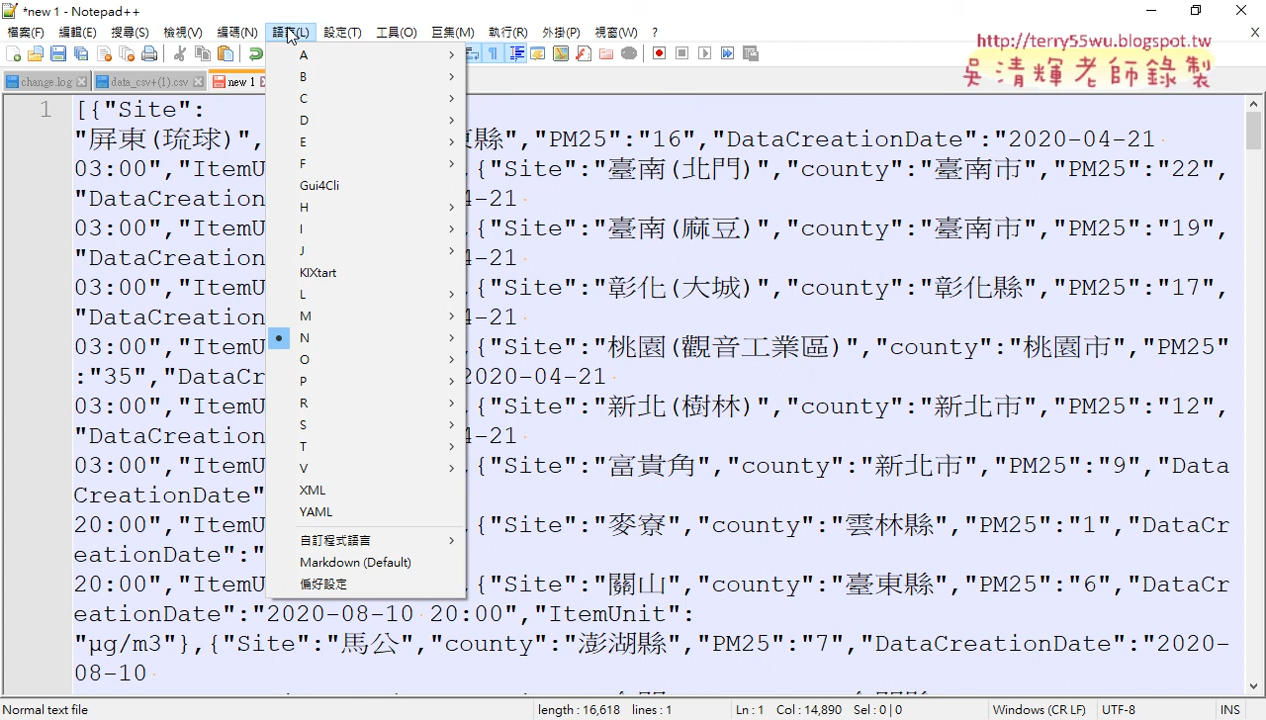 *new 1 - Notepad++
檔案(F) 編輯(E) 搜尋(S) 檢視(V) 編碼(N) 語言(L) 設定(T) 工具(O) 巨集(M) 執行(R) 外掛(P) 視窗(W) ? X
http://terry55wu.blogspot.tw
吳清輝老師錄製
change.log data_csv+(1).csv new 1
A
B
C
D
E
F
Gui4Cli
H
I
J
KIXtart
L
M
N
O
P
R
S
T
V
XML
YAML
自訂程式語言
Markdown (Default)
偏好設定
1 [{"Site":
"屏東(琉球)", 東縣","PM25":"16","DataCreationDate":"2020-04-21
03:00","ItemU ,{"Site":"臺南(北門)","county":"臺南市","PM25":"22",
"DataCreation 4-21
03:00","ItemU ,{"Site":"臺南(麻豆)","county":"臺南市","PM25":"19",
"DataCreation 4-21
03:00","ItemU ,{"Site":"彰化(大城)","county":"彰化縣","PM25":"17",
"DataCreation 4-21
03:00","ItemU ,{"Site":"桃園(觀音工業區)","county":"桃園市","PM25"
:"35","DataCr 2020-04-21
03:00","ItemU ,{"Site":"新北(樹林)","county":"新北市","PM25":"12",
"DataCreation 4-21
03:00","ItemU ,{"Site":"富貴角","county":"新北市","PM25":"9","Data
CreationDate"
20:00","ItemU ,{"Site":"麥寮","county":"雲林縣","PM25":"1","DataCr
eationDate":"
20:00","ItemU ,{"Site":"關山","county":"臺東縣","PM25":"6","DataCr
eationDate":"2020-08-10 20:00","ItemUnit":
"μg/m3"},{"Site":"馬公","county":"澎湖縣","PM25":"7","DataCreationDate":"2020-
08-10
Normal text file length : 16,618 lines : 1 Ln : 1 Col : 14,890 Sel : 0 | 0 Windows (CR LF) UTF-8 INS